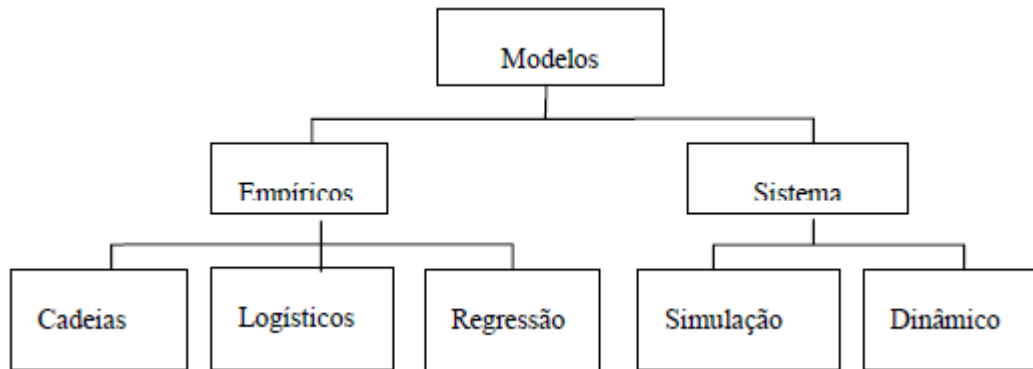 Modelos
Empíricos
Sistema
Cadeias
Logísticos
Regressão
Simulação
Dinâmico